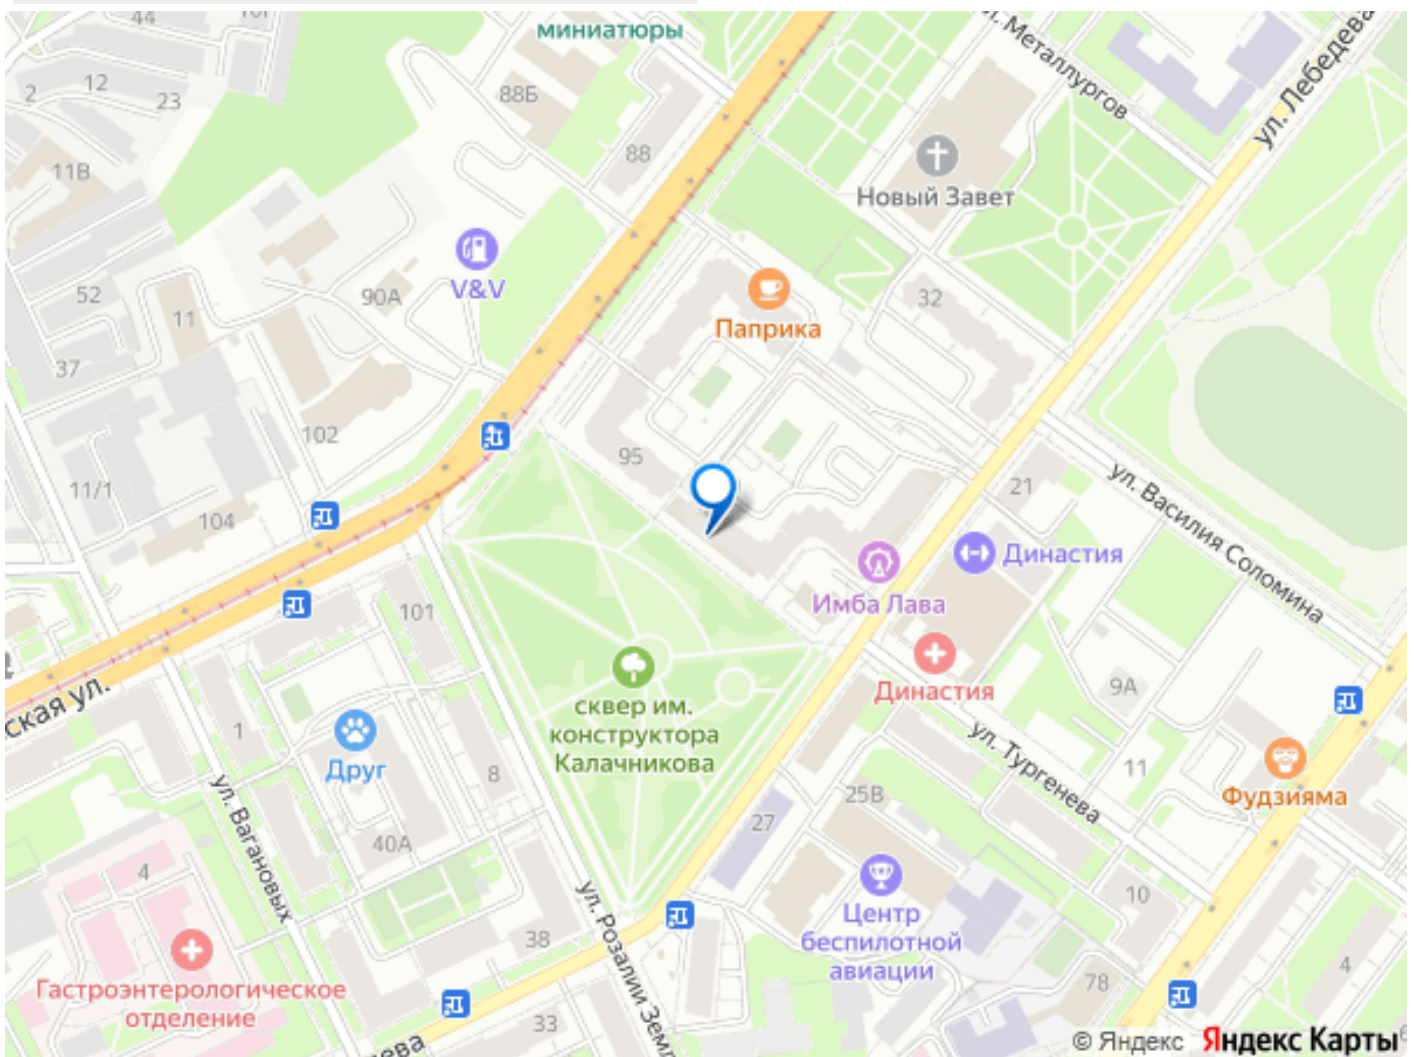 44
миниатюры
ул. Металлургов
ул. Лебедева
12
2
23
88Б
88
11В
Новый Завет
V&V
52
90А
11
32
Паприка
37
102
95
11/1
104
21
ул. Василия Соломина
Династия
Имба Лава
101
Династия
9А
ская ул.
сквер им.
конструктора
Калачникова
1
Друг
8
ул. Тургенева
11
Фудзияма
25В
27
40А
ул. Вагановых
4
10
Центр
беспилотной
авиации
38
ул. Розалии Земл
78
4
Гастроэнтерологическое
отделение
33
ева
© Яндекс Яндекс Карты